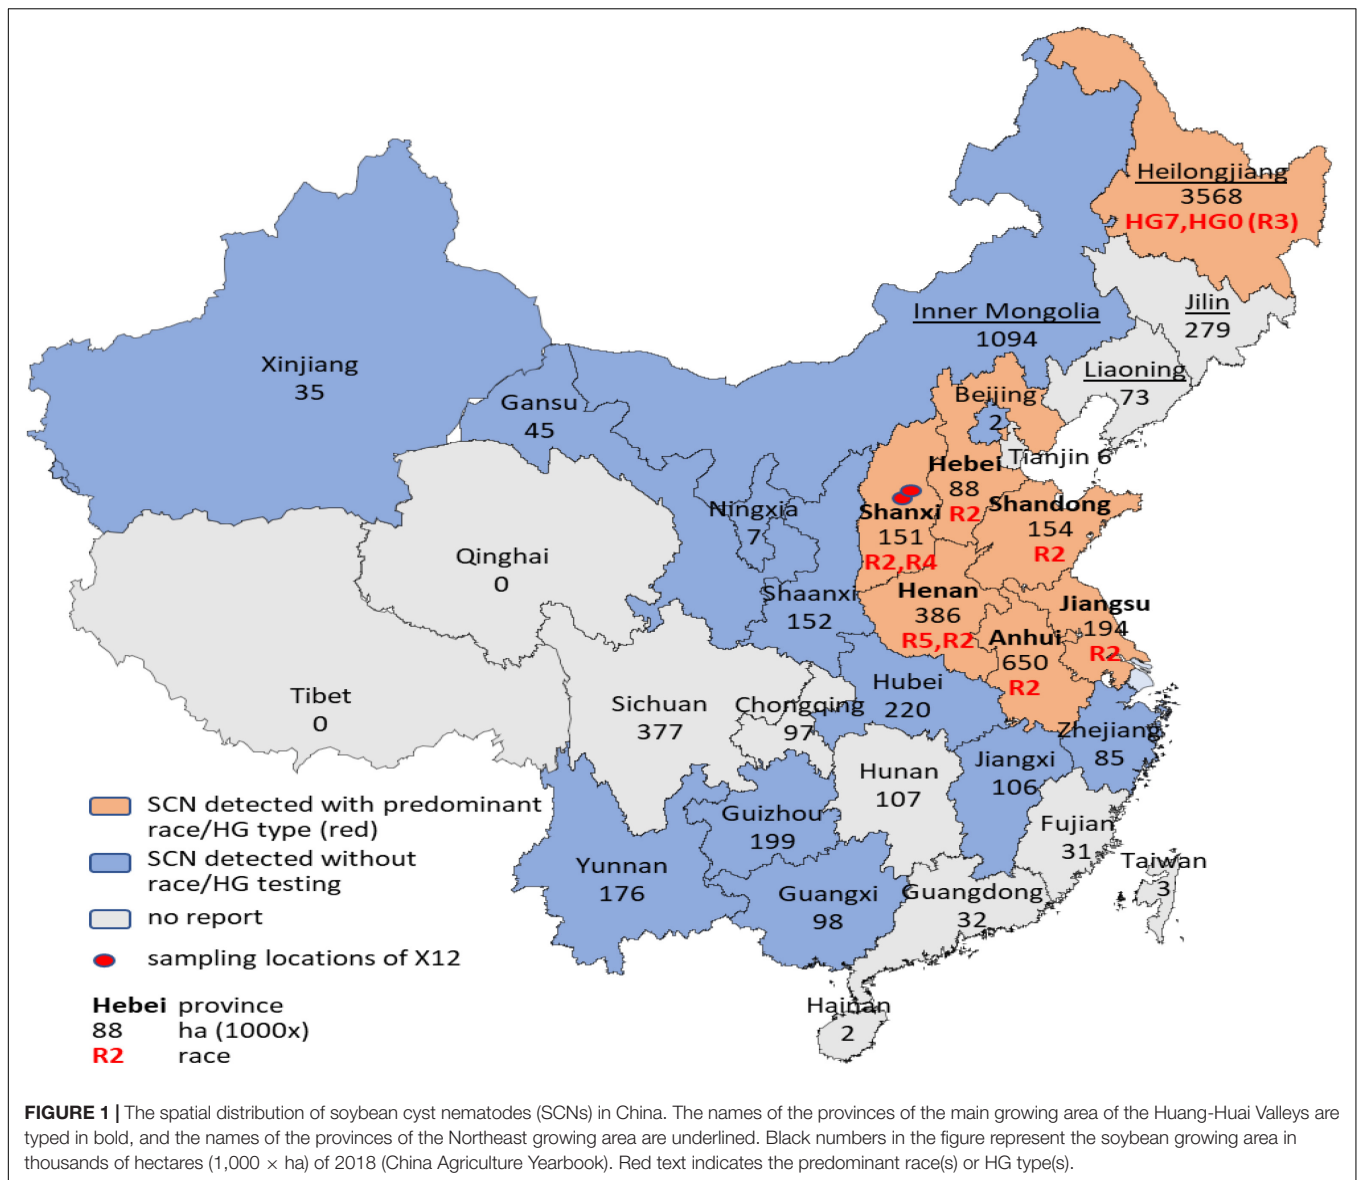 Heilongjiang
3568
HG7,HG0 (R3)
Jilin
279
Inner Mongolia
1094
Liaoning
73
Xinjiang
35
Gansu
45
Beijing
2
Tianjin 6
Hebei
88
R2
Shandong
154
R2
Ningxia
7
Shanxi
151
R2,R4
Qinghai
0
Shaanxi
152
Henan
386
R5,R2
Jiangsu
194
R2
Anhui
650
R2
Tibet
0
Sichuan
377
Chongqing
97
Hubei
220
Zhejiang
85
Jiangxi
106
Hunan
107
Guizhou
199
Fujian
31
Taiwan
3
Yunnan
176
Guangxi
98
Guangdong
32
Hainan
2
SCN detected with predominant
race/HG type (red)
SCN detected without
race/HG testing
no report
sampling locations of X12
Hebei province
88 ha (1000x)
R2 race
FIGURE 1 | The spatial distribution of soybean cyst nematodes (SCNs) in China. The names of the provinces of the main growing area of the Huang-Huai Valleys are
typed in bold, and the names of the provinces of the Northeast growing area are underlined. Black numbers in the figure represent the soybean growing area in
thousands of hectares (1,000 × ha) of 2018 (China Agriculture Yearbook). Red text indicates the predominant race(s) or HG type(s).